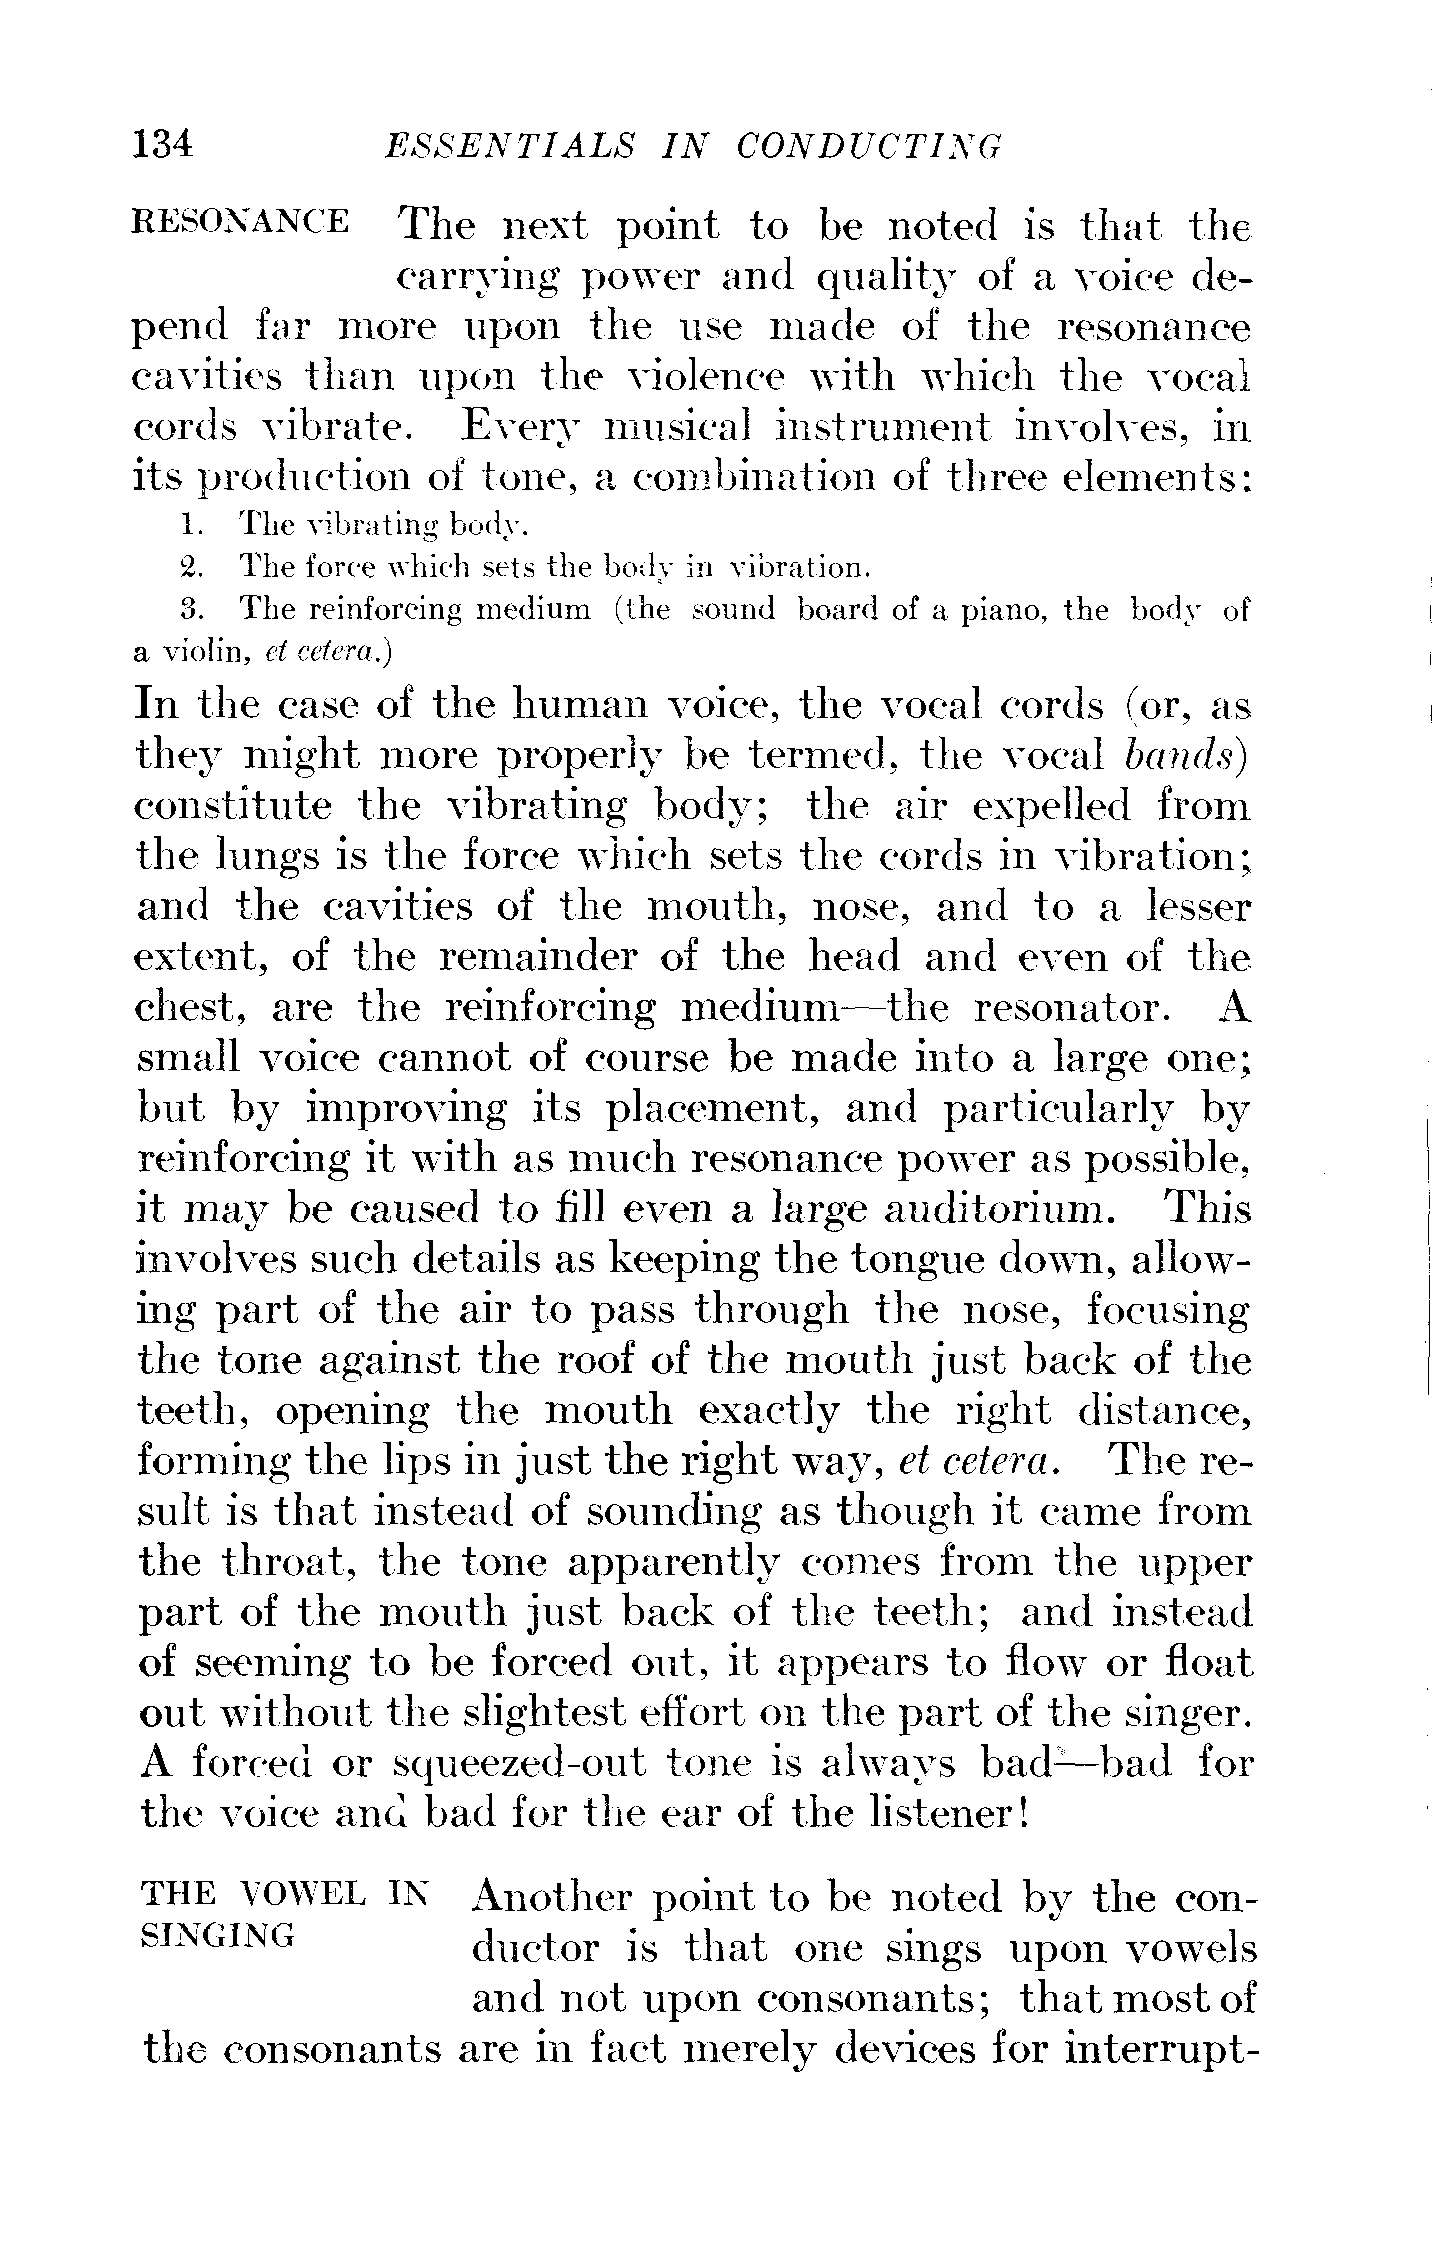 134 ESSENTIALS IN CONDUCTING
RESONANCE The next point to be noted is that the
carrying power and quality of a voice de-
pend far more upon the use made of the resonance
cavities than upon the violence with which the vocal
cords vibrate. Every musical instrument involves, in
its production of tone, a combination of three elements:
1. The vibrating body.
2. The force which sets the body in vibration.
3. The reinforcing medium (the sound board of a piano, the body of
a violin, et cetera.)
In the case of the human voice, the vocal cords (or, as
they might more properly be termed, the vocal bands)
constitute the vibrating body; the air expelled from
the lungs is the force which sets the cords in vibration;
and the cavities of the mouth, nose, and to a lesser
extent, of the remainder of the head and even of the
chest, are the reinforcing medium—the resonator. A
small voice cannot of course be made into a large one;
but by improving its placement, and particularly by
reinforcing it with as much resonance power as possible,
it may be caused to fill even a large auditorium. This
involves such details as keeping the tongue down, allow-
ing part of the air to pass through the nose, focusing
the tone against the roof of the mouth just back of the
teeth, opening the mouth exactly the right distance,
forming the lips in just the right way, et cetera. The re-
sult is that instead of sounding as though it came from
the throat, the tone apparently comes from the upper
part of the mouth just back of the teeth; and instead
of seeming to be forced out, it appears to flow or float
out without the slightest effort on the part of the singer.
A forced or squeezed-out tone is always bad—bad for
the voice and bad for the ear of the listener!
THE VOWEL IN SINGING Another point to be noted by the con-
ductor is that one sings upon vowels
and not upon consonants; that most of
the consonants are in fact merely devices for interrupt-